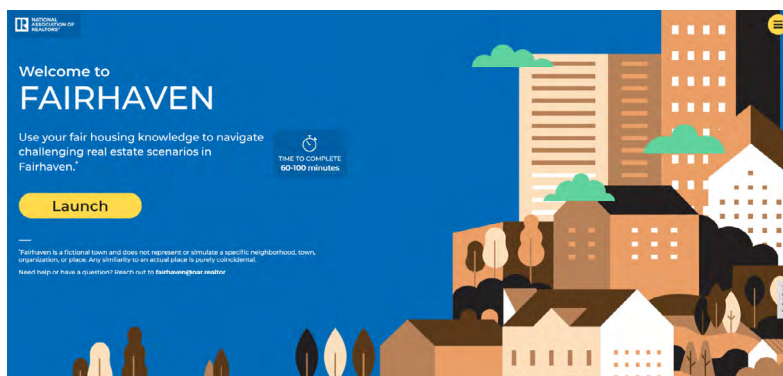 NATIONAL
ASSOCIATION OF
REALTORS®
Welcome to
FAIRHAVEN
Use your fair housing knowledge to navigate
challenging real estate scenarios in
Fairhaven.*
TIME TO COMPLETE
60-100 minutes
Launch
*Fairhaven is a fictional town and does not represent or simulate a specific neighborhood, town,
organization, or place. Any similarity to an actual place is purely coincidental.
Need help or have a question? Reach out to fairhaven@nar.realtor